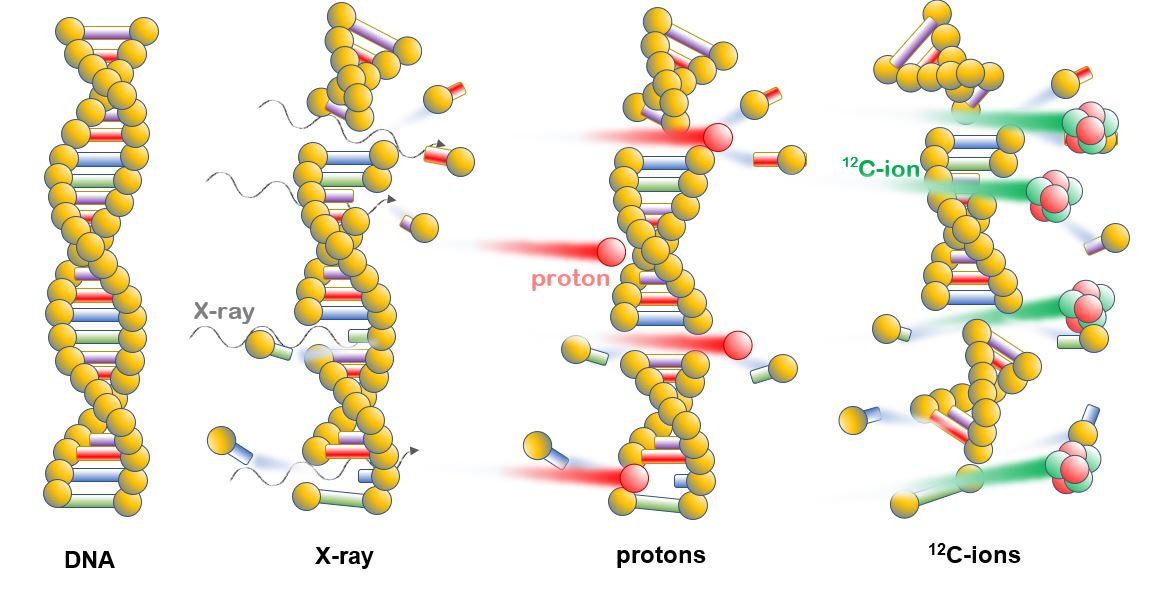 ¹²C-ion
proton
X-ray
DNA
X-ray
protons
¹²C-ions